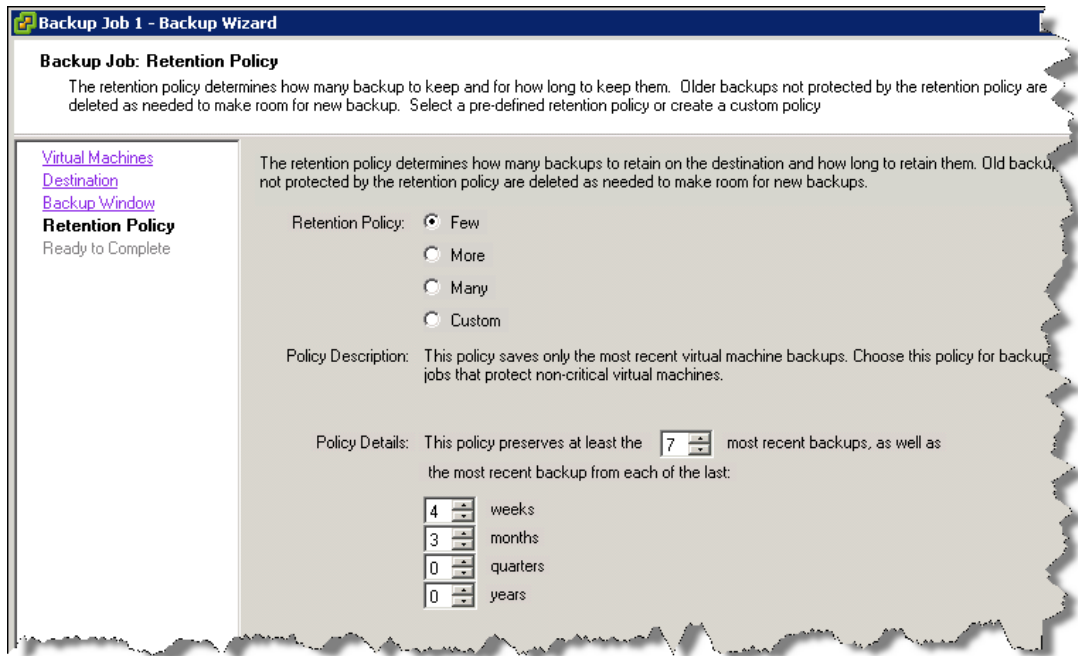 Backup Job 1 - Backup Wizard
Backup Job: Retention Policy
The retention policy determines how many backup to keep and for how long to keep them. Older backups not protected by the retention policy are
deleted as needed to make room for new backup. Select a pre-defined retention policy or create a custom policy
Virtual Machines
Destination
Backup Window
Retention Policy
Ready to Complete
The retention policy determines how many backups to retain on the destination and how long to retain them. Old
not protected by the retention policy are deleted as needed to make room for new backups.
Retention Policy:
Few
More
Many
Custom
Policy Description: This policy saves only the most recent virtual machine backups. Choose this policy for backup
jobs that protect non-critical virtual machines.
Policy Details: This policy preserves at least the 7 most recent backups, as well as
the most recent backup from each of the last:
4 weeks
3 months
0 quarters
0 years